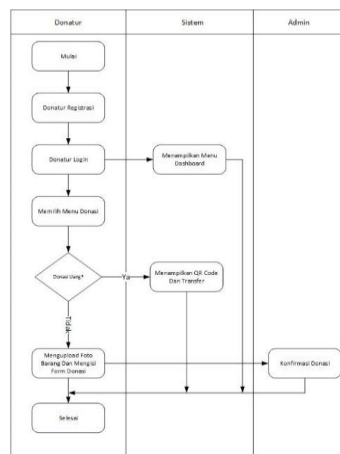 Donatur
Sistem
Admin
Mulai
Donatur Registrasi
Donatur Login
Menampilkan Menu
Dashboard
Memilih Menu Donasi
Donasi Uang?
Ya
Menampilkan QR Code
Dan Transfer
Tidak
Mengupload Foto
Barang Dan Mengisi
Form Donasi
Konfirmasi Donasi
Selesai